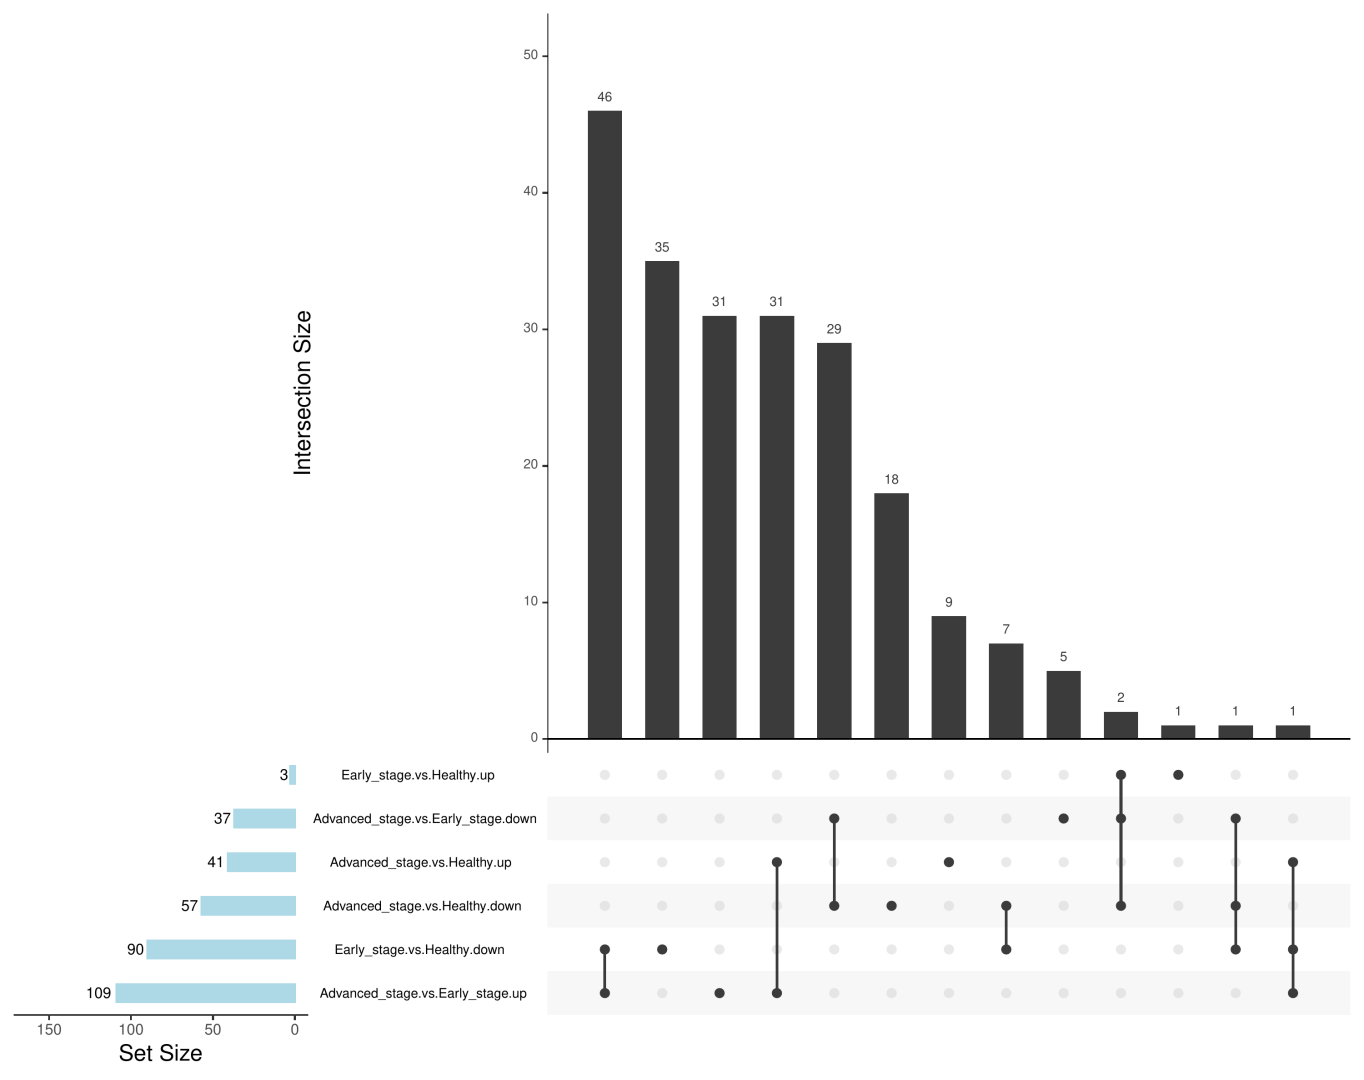 50
46
40
35
31
31
30
29
20
18
10
9
7
5
2
1
1
1
0
Intersection Size
3
Early_stage.vs.Healthy.up
37
Advanced_stage.vs.Early_stage.down
41
Advanced_stage.vs.Healthy.up
57
Advanced_stage.vs.Healthy.down
90
Early_stage.vs.Healthy.down
109
Advanced_stage.vs.Early_stage.up
150 100 50 0
Set Size